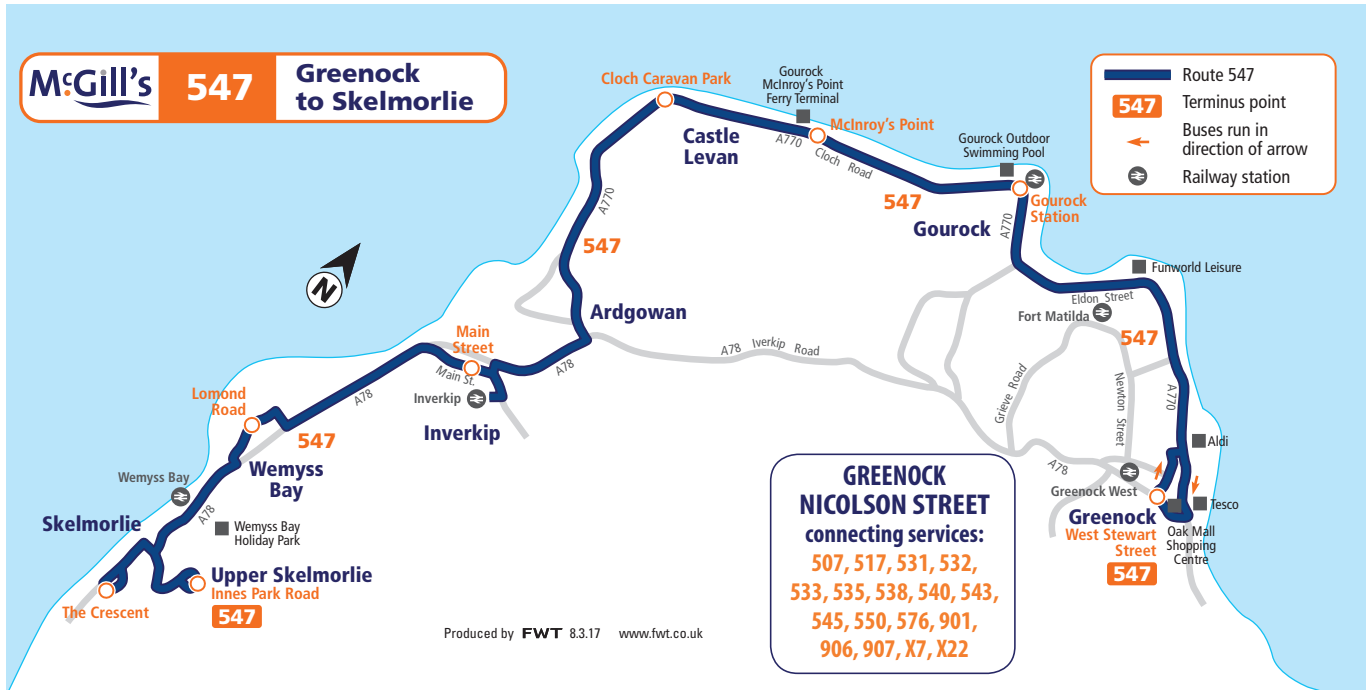 McGill's
547
Greenock
to Skelmorlie
Cloch Caravan Park
Gourock
McInroy's Point
Ferry Terminal
McInroy's Point
Castle
Levan
A770
Cloch Road
Gourock Outdoor
Swimming Pool
547
Gourock
Station
Gourock
A770
Route 547
547
Terminus point
Buses run in
direction of arrow
Railway station
A770
547
N
Ardgowan
Funworld Leisure
Eldon Street
Fort Matilda
547
Main
Street
Main St.
A78
A78 Iverkip Road
Inverkip
Inverkip
Grieve Road
Newton Street
A770
Lomond
Road
A78
547
Wemyss
Bay
Wemyss Bay
A78
Skelmorlie
Wemyss Bay
Holiday Park
Upper Skelmorlie
Innes Park Road
547
The Crescent
A78
Aldi
Greenock West
Tesco
Greenock
West Stewart
Street
547
Oak Mall
Shopping
Centre
GREENOCK
NICOLSON STREET
connecting services:
507, 517, 531, 532,
533, 535, 538, 540, 543,
545, 550, 576, 901,
906, 907, X7, X22
Produced by FWT 8.3.17 www.fwt.co.uk